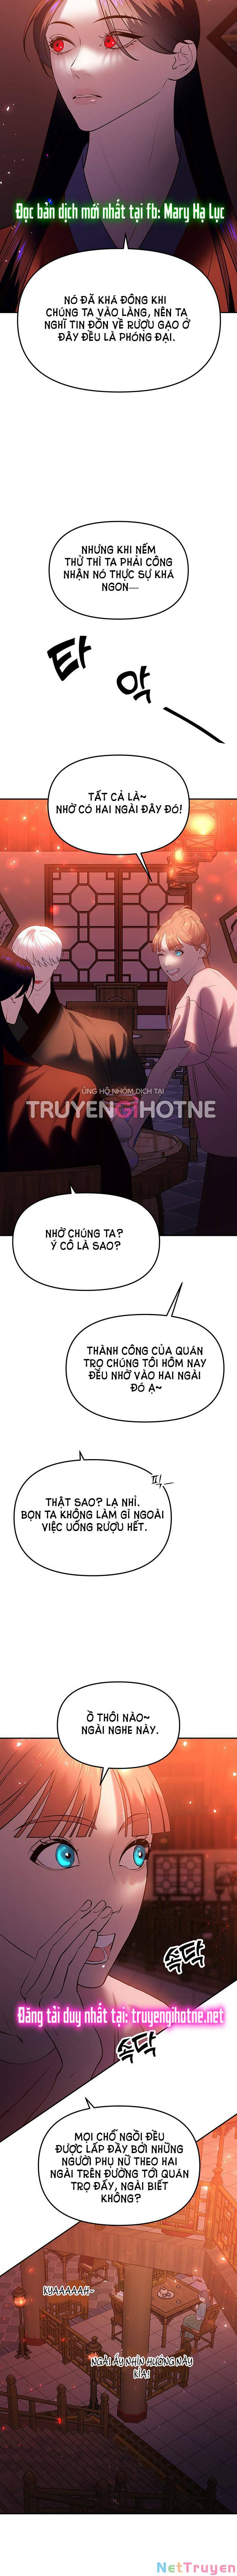 Đọc bản dịch mới nhất tại fb: Mary Hạ Lục
NÓ ĐÃ KHÁ ĐÔNG KHI
CHÚNG TA VÀO LÀNG, NÊN TA
NGHĨ TIN ĐỒN VỀ RƯỢU GẠO Ở
ĐÂY ĐỀU LÀ PHÓNG ĐẠI.
NHƯNG KHI NẾM
THỬ THÌ TA PHẢI CÔNG
NHẬN NÓ THỰC SỰ KHÁ
NGON—
타
악
TẤT CẢ LÀ~
NHỜ CÓ HAI NGÀI ĐÂY ĐÓ!
ỦNG HỘ NHÓM DỊCH TẠI
TRUYENGIHOTNE
NHỜ CHÚNG TA?
Ý CÔ LÀ SAO?
THÀNH CÔNG CỦA QUÁN
TRỌ CHÚNG TÔI HÔM NAY
ĐỀU NHỜ VÀO HAI NGÀI
ĐÓ Ạ~
THẬT SAO? LẠ NHỈ.
BỌN TA KHÔNG LÀM GÌ NGOÀI
VIỆC UỐNG RƯỢU HẾT.
Ồ THÔI NÀO~
NGÀI NGHE NÀY.
속닥
Đăng tải duy nhất tại: truyengihotne.net
속닥
MỌI CHỖ NGỒI ĐỀU
ĐƯỢC LẤP ĐẦY BỞI NHỮNG
NGƯỜI PHỤ NỮ THEO HAI
NGÀI TRÊN ĐƯỜNG TỚI QUÁN
TRỌ ĐẤY, NGÀI BIẾT
KHÔNG?
KYAAAAAH~
NGÀI ẤY NHÌN HƯỚNG NÀY
KÌA!
NetTruyen